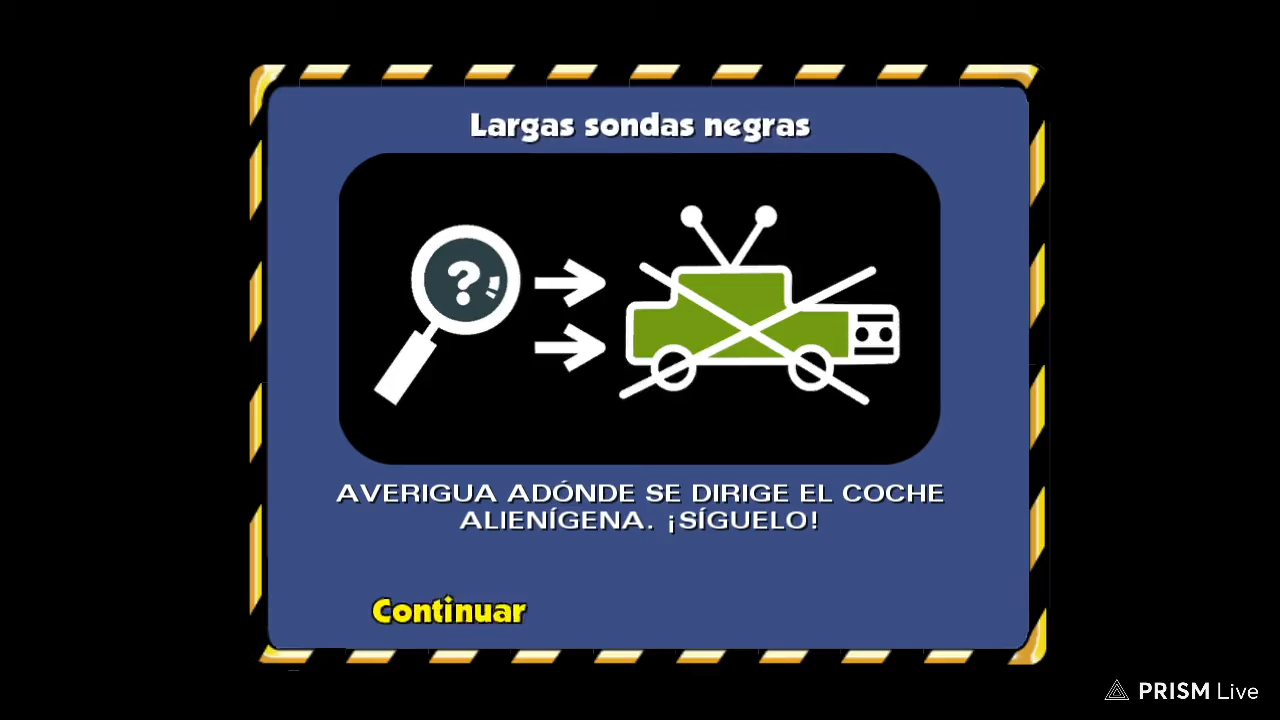 Largas sondas negras
?
AVERIGUA ADÓNDE SE DIRIGE EL COCHE
ALIENÍGENA. ¡SÍGUELO!
Continuar
PRISM Live